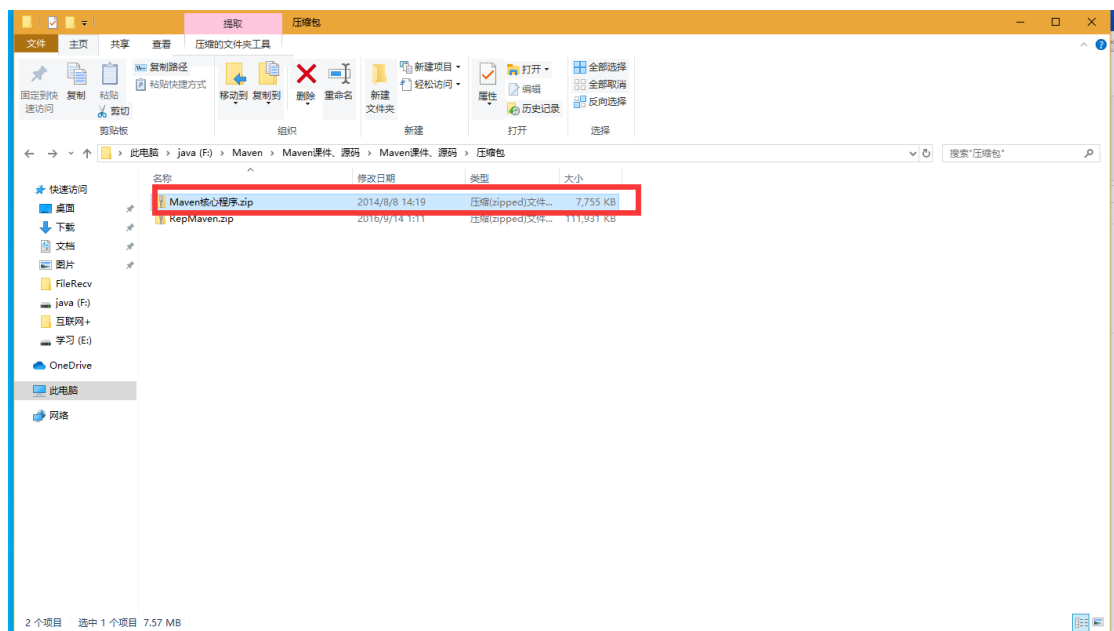 提取 压缩包
文件 主页 共享 查看 压缩的文件夹工具
固定到快速访问 复制 粘贴 复制路径 粘贴快捷方式 剪切
移动到 复制到 删除 重命名
新建文件夹 新建项目 轻松访问
属性 打开 编辑 历史记录
全部选择 全部取消 反向选择
剪贴板 组织 新建 打开 选择
此电脑 › java (F:) › Maven › Maven课件、源码 › Maven课件、源码 › 压缩包 搜索"压缩包"
名称 修改日期 类型 大小
Maven核心程序.zip 2014/8/8 14:19 压缩(zipped)文件... 7,755 KB
RepMaven.zip 2016/9/14 1:11 压缩(zipped)文件... 111,931 KB
快速访问
桌面
下载
文档
图片
FileRecv
java (F:)
互联网+
学习 (E:)
OneDrive
此电脑
网络
2 个项目 选中 1 个项目 7.57 MB